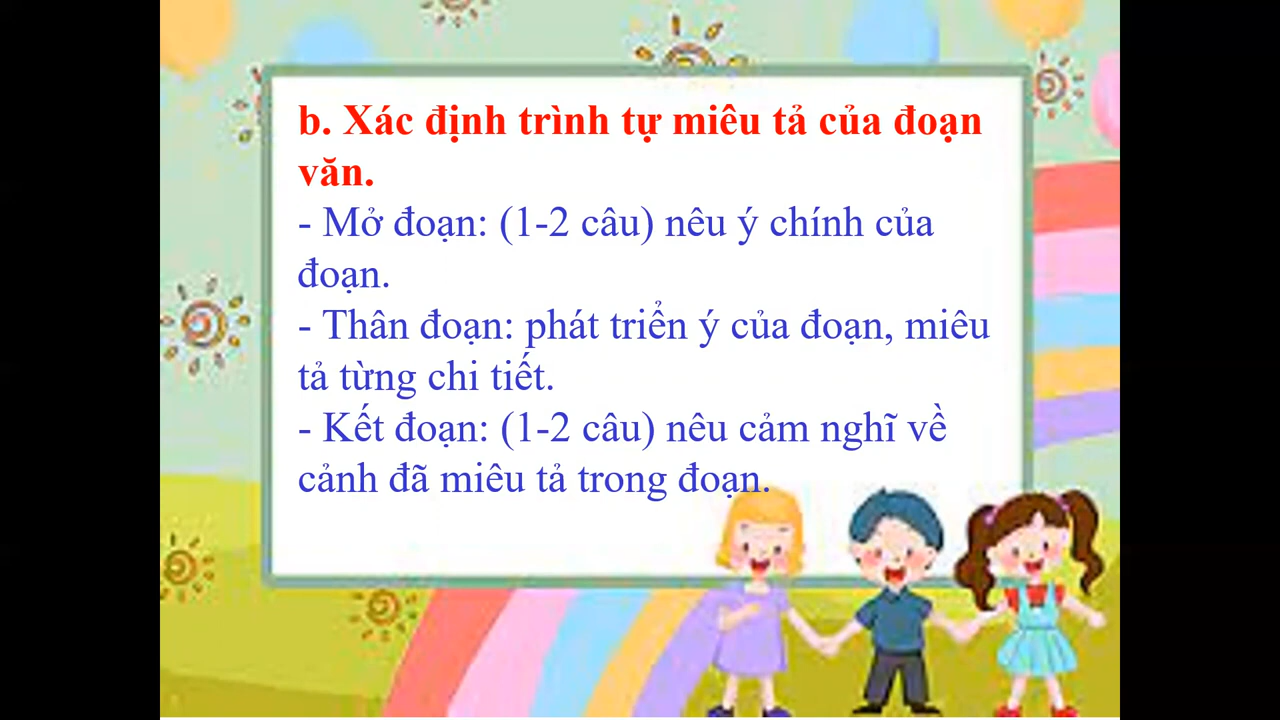 b. Xác định trình tự miêu tả của đoạn
văn.
- Mở đoạn: (1-2 câu) nêu ý chính của
đoạn.
- Thân đoạn: phát triển ý của đoạn, miêu
tả từng chi tiết.
- Kết đoạn: (1-2 câu) nêu cảm nghĩ về
cảnh đã miêu tả trong đoạn.